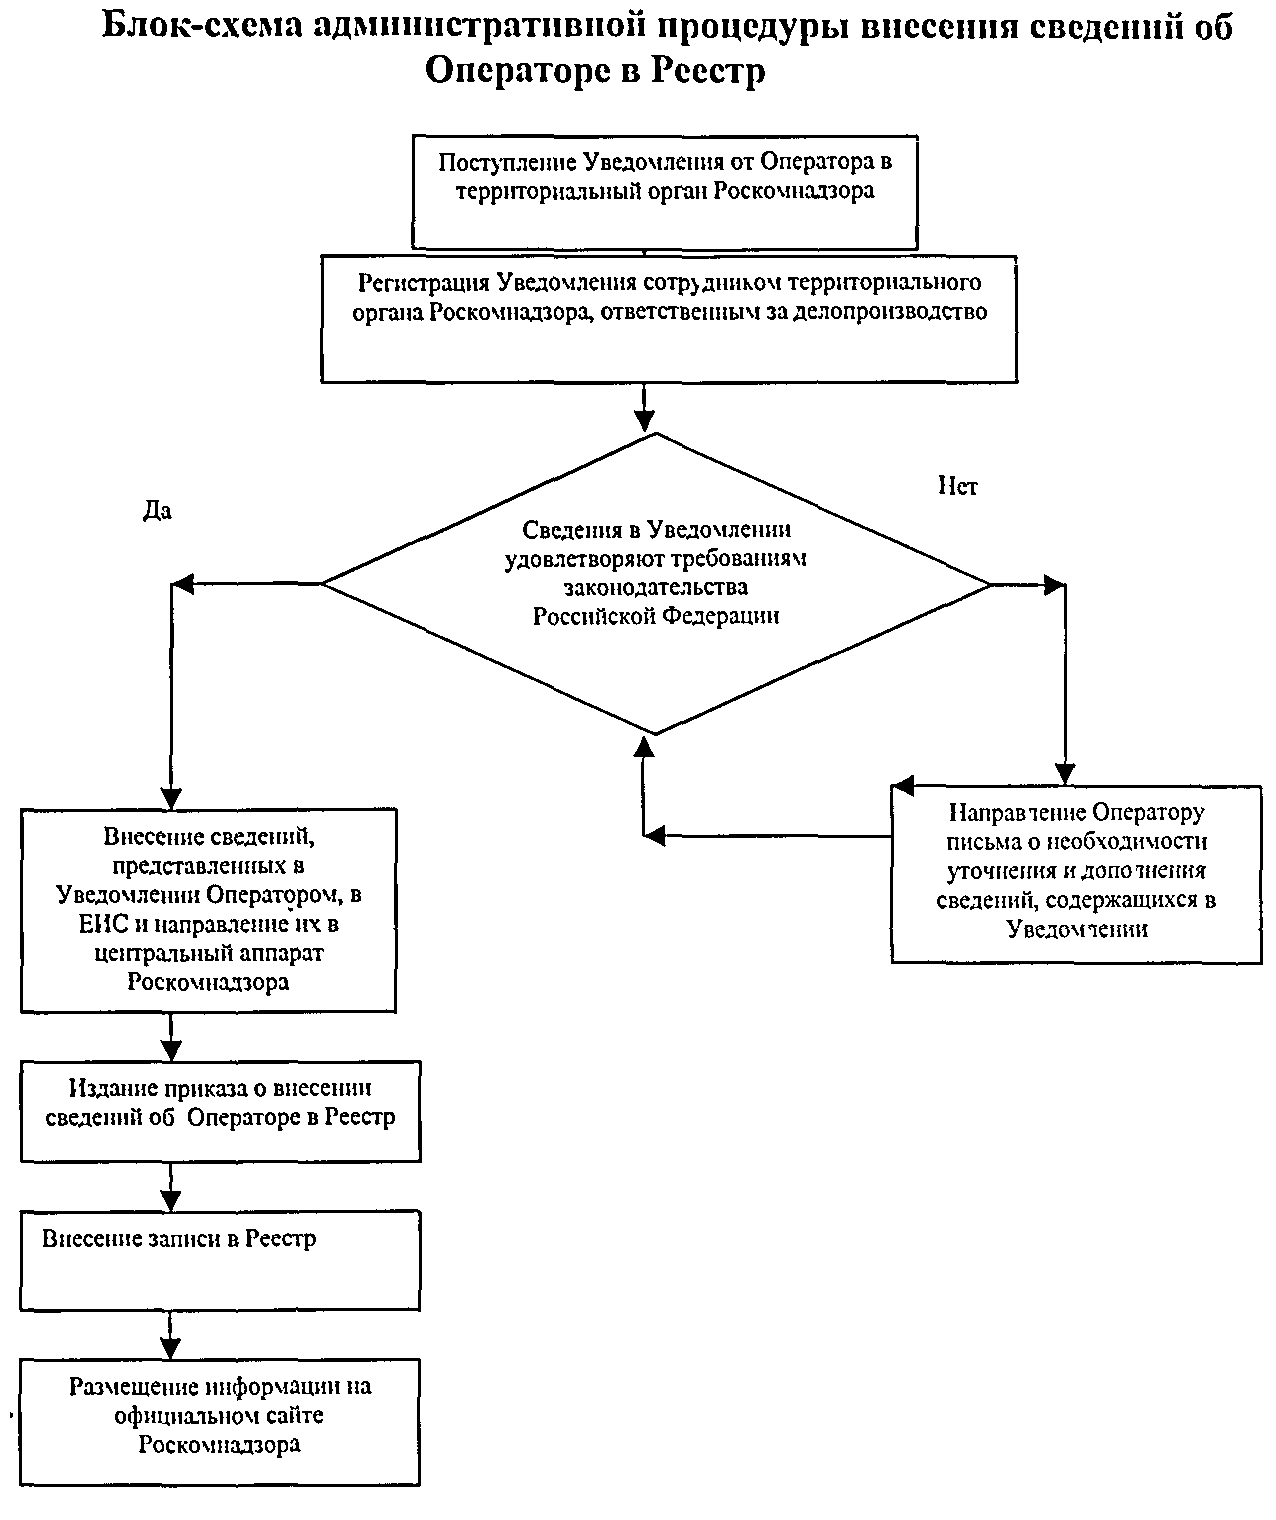 Блок-схема административной процедуры внесения сведений об
Операторе в Реестр
Поступление Уведомления от Оператора в
территориальный орган Роскомнадзора
Регистрация Уведомления сотрудником территориального
органа Роскомнадзора, ответственным за делопроизводство
Да
Нет
Сведения в Уведомлении
удовлетворяют требованиям
законодательства
Российской Федерации
Направление Оператору
письма о необходимости
уточнения и дополнения
сведений, содержащихся в
Уведомлении
Внесение сведений,
представленных в
Уведомлении Оператором, в
ЕИС и направление их в
центральный аппарат
Роскомнадзора
Издание приказа о внесении
сведений об Операторе в Реестр
Внесение записи в Реестр
Размещение информации на
официальном сайте
Роскомнадзора